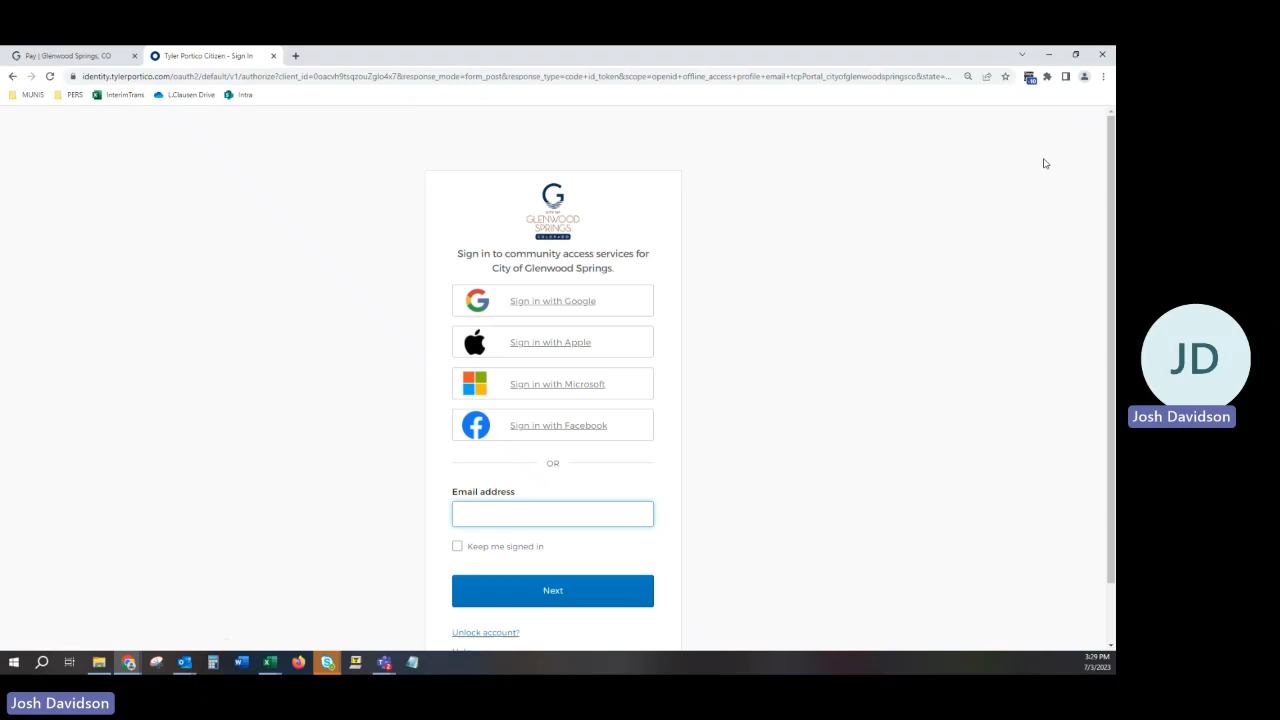 Pay | Glenwood Springs, CO
Tyler Portico Citizen - Sign In
identity.tylerportico.com/oauth2/default/v1/authorize?client_id=0oacvh9tsqzouZglo4x7&response_mode=form_post&response_type=code+id_token&scope=openid+offline_access+profile+email+tcpPortal_cityofglenwoodspringsco&state=...
MUNIS
PERS
InterimTrans
L.Clausen Drive
Intra
GLENWOOD
SPRINGS
COLORADO
Sign in to community access services for
City of Glenwood Springs.
Sign in with Google
Sign in with Apple
Sign in with Microsoft
Sign in with Facebook
OR
Email address
Keep me signed in
Next
Unlock account?
JD
Josh Davidson
3:29 PM
7/3/2023
Josh Davidson